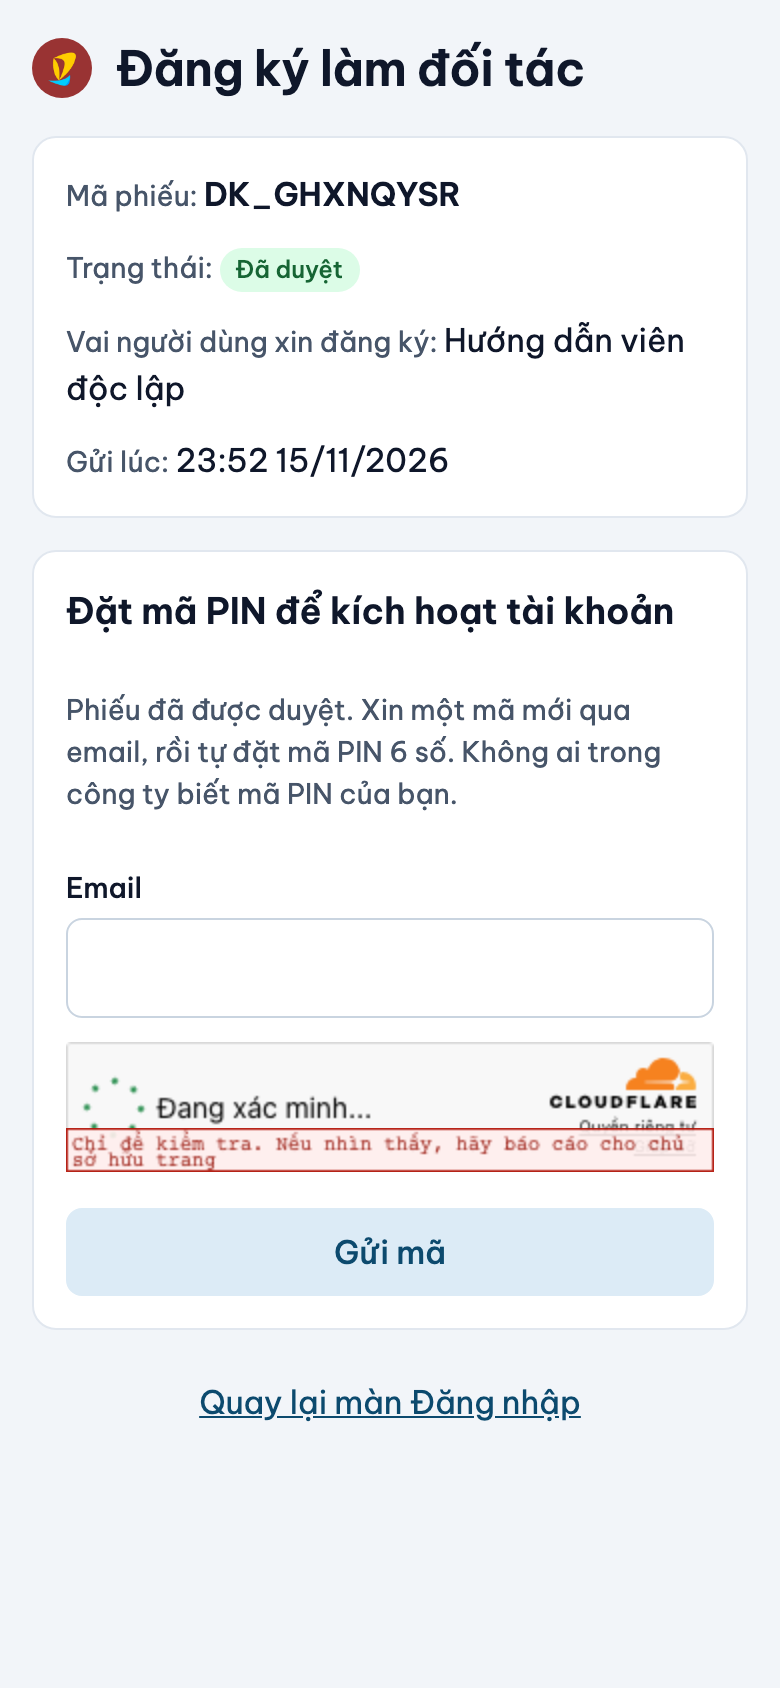 Đăng ký làm đối tác
Mã phiếu: DK_GHXNQYSR
Trạng thái: Đã duyệt
Vai người dùng xin đăng ký: Hướng dẫn viên
độc lập
Gửi lúc: 23:52 15/11/2026
Đặt mã PIN để kích hoạt tài khoản
Phiếu đã được duyệt. Xin một mã mới qua
email, rồi tự đặt mã PIN 6 số. Không ai trong
công ty biết mã PIN của bạn.
Email
Đang xác minh...
CLOUDFLARE
Quyền riêng tư
Chỉ để kiểm tra. Nếu nhìn thấy, hãy báo cáo cho chủ
sở hữu trang
Gửi mã
Quay lại màn Đăng nhập